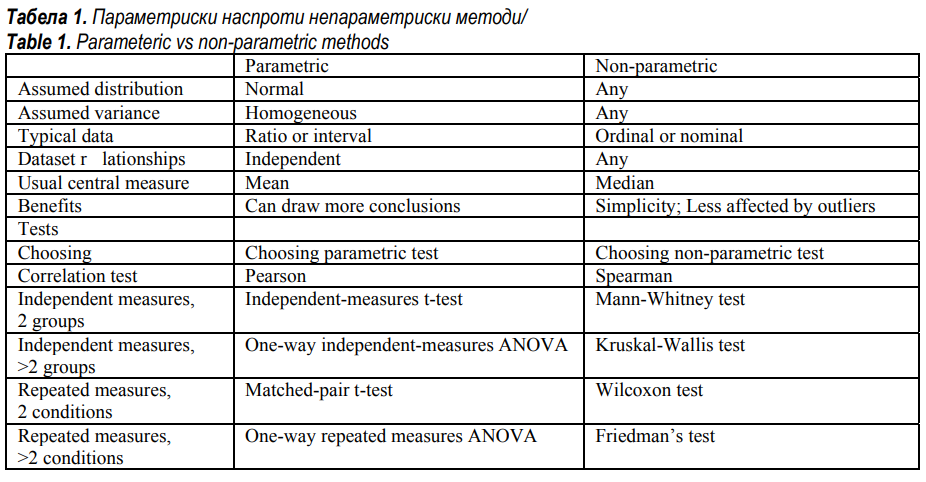 Табела 1. Параметриски наспроти непараметриски методи/
Table 1. Parameteric vs non-parametric methods
Parametric Non-parametric
Assumed distribution Normal Any
Assumed variance Homogeneous Any
Typical data Ratio or interval Ordinal or nominal
Dataset r lationships Independent Any
Usual central measure Mean Median
Benefits Can draw more conclusions Simplicity; Less affected by outliers
Tests
Choosing Choosing parametric test Choosing non-parametric test
Correlation test Pearson Spearman
Independent measures, Independent-measures t-test Mann-Whitney test
2 groups
Independent measures, One-way independent-measures ANOVA Kruskal-Wallis test
>2 groups
Repeated measures, Matched-pair t-test Wilcoxon test
2 conditions
Repeated measures, One-way repeated measures ANOVA Friedman’s test
>2 conditions